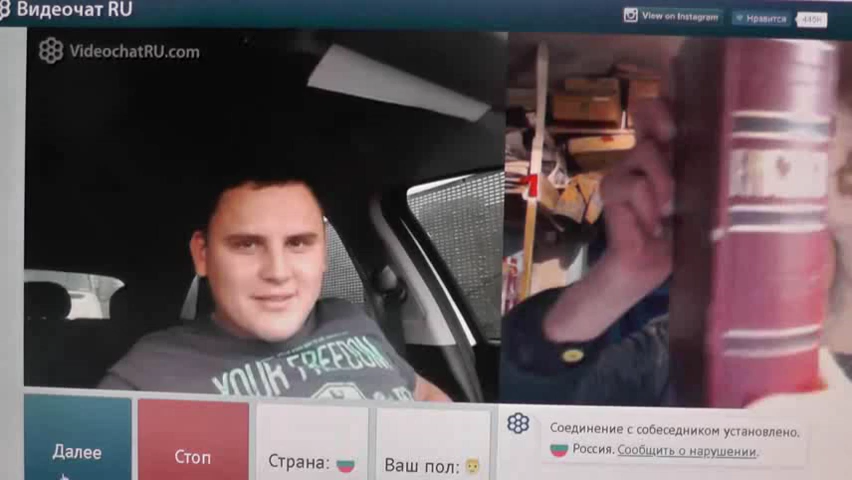 Видеочат RU
View on Instagram
Нравится
VideochatRU.com
YOUR FREEDOM
Далее
Стоп
Страна:
Ваш пол:
Соединение с собеседником установлено.
Россия. Сообщить о нарушении.